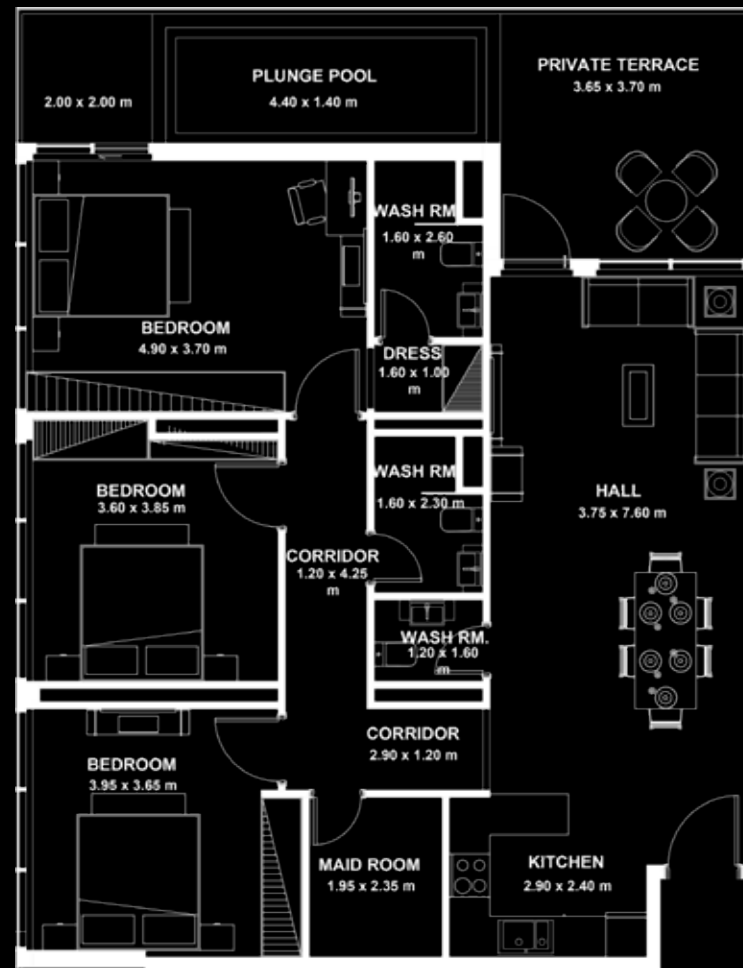 PLUNGE POOL
4.40 x 1.40 m
PRIVATE TERRACE
3.65 x 3.70 m
2.00 x 2.00 m
WASH RM
1.60 x 2.60
m
BEDROOM
4.90 x 3.70 m
DRESS
1.60 x 1.00
m
WASH RM
1.60 x 2.30 m
BEDROOM
3.60 x 3.85 m
HALL
3.75 x 7.60 m
CORRIDOR
1.20 x 4.25
m
WASH RM.
1.20 x 1.60
m
CORRIDOR
2.90 x 1.20 m
BEDROOM
3.95 x 3.65 m
MAID ROOM
1.95 x 2.35 m
KITCHEN
2.90 x 2.40 m